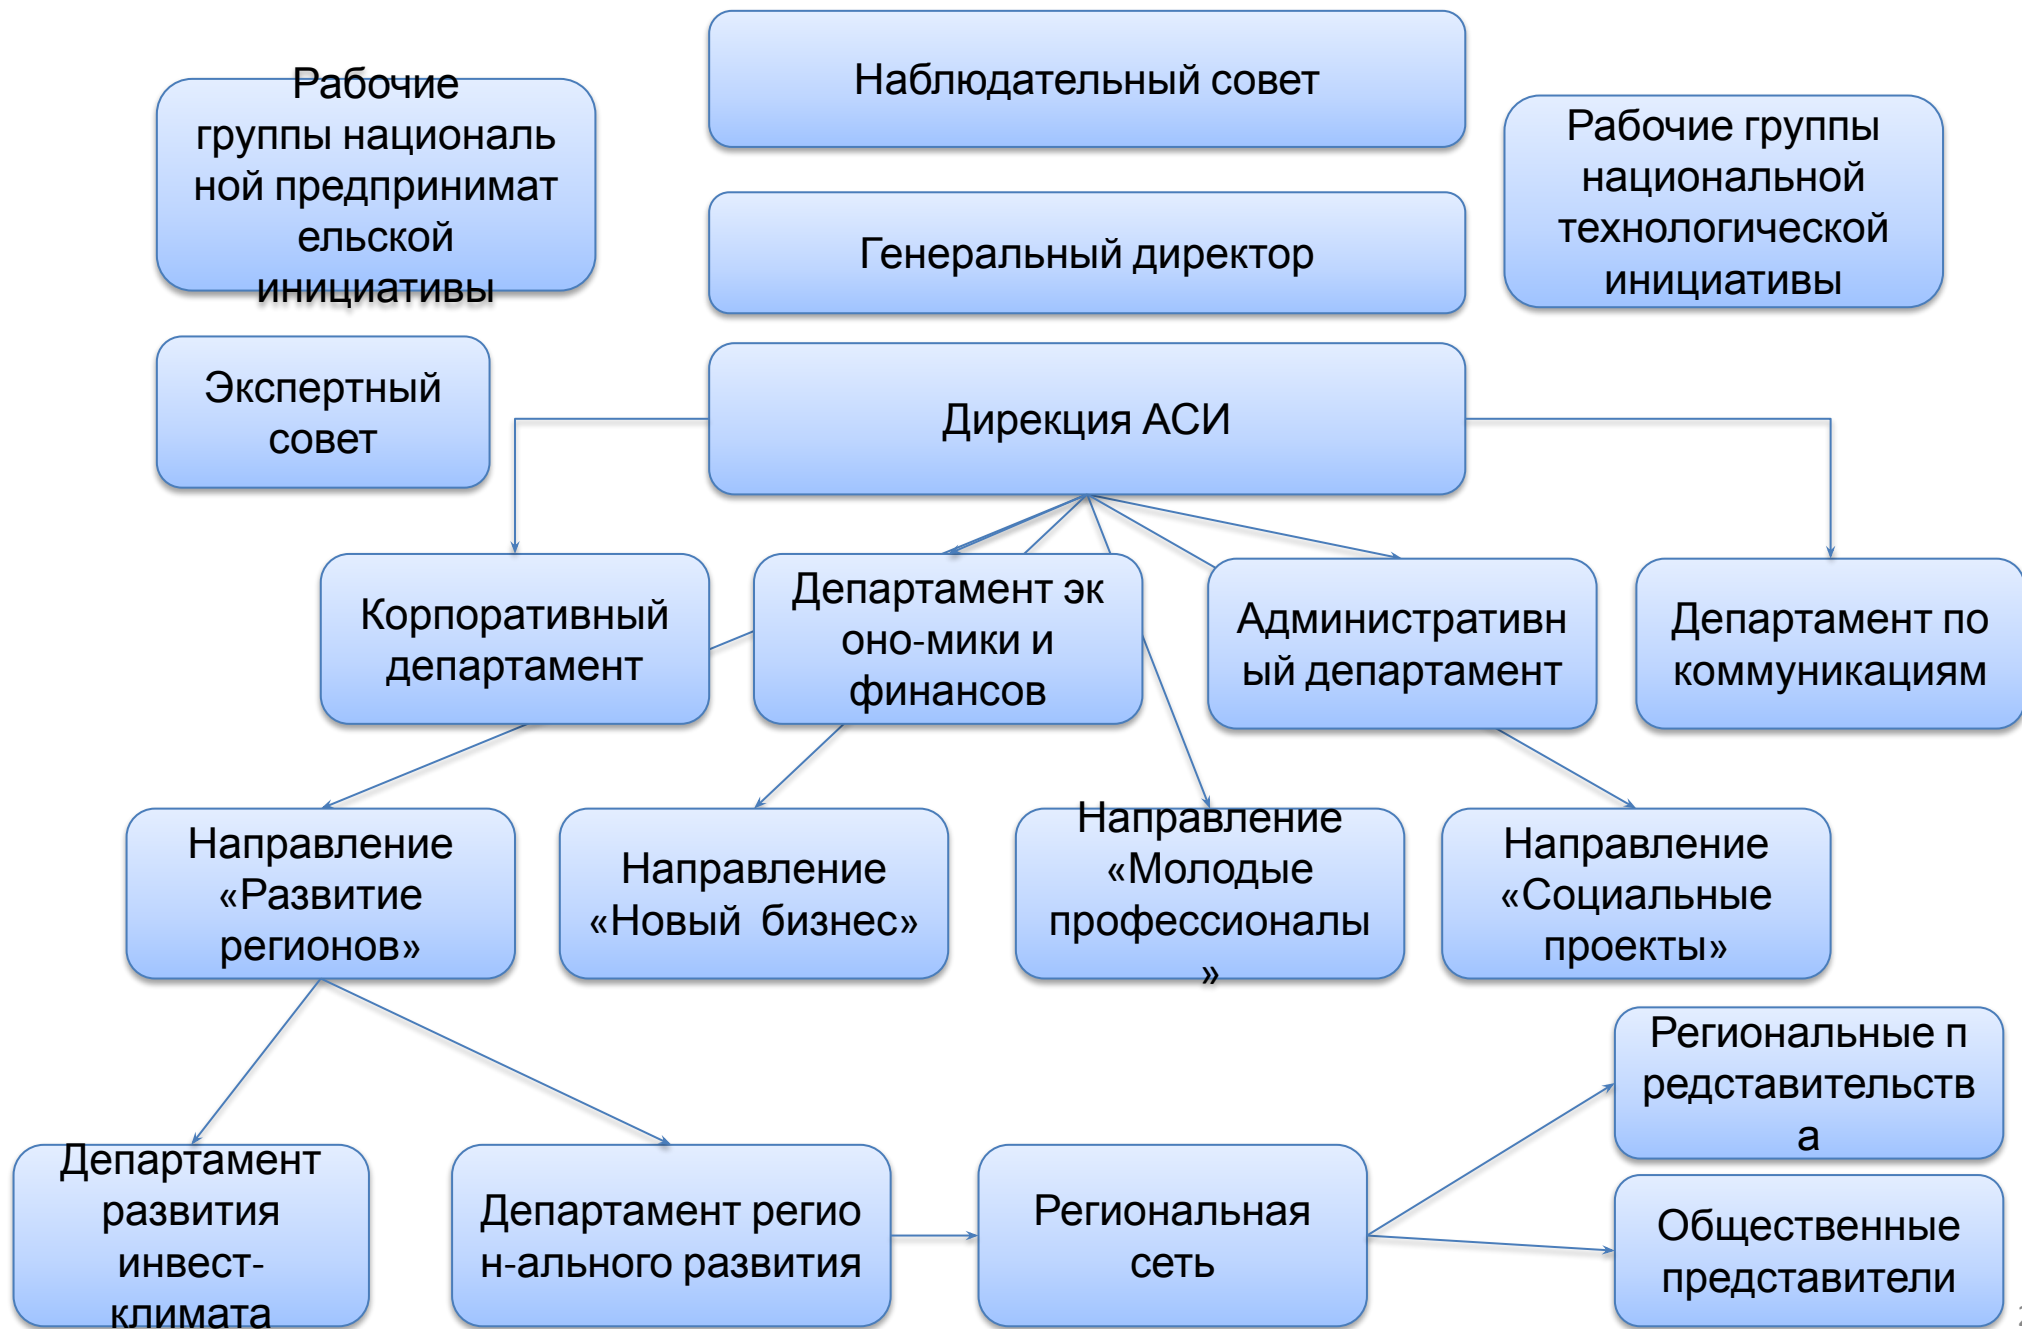 Наблюдательный совет
Рабочие
группы националь
ной предпринимат
ельской
инициативы
Рабочие группы
национальной
технологической
инициативы
Генеральный директор
Экспертный
совет
Дирекция АСИ
Корпоративный
департамент
Департамент эк
оно-мики и
финансов
Административн
ый департамент
Департамент по
коммуникациям
Направление
«Развитие
регионов»
Направление
«Новый  бизнес»
Направление
«Молодые
профессионалы
»
Направление
«Социальные
проекты»
Региональные п
редставительств
а
Департамент
развития
инвест-
климата
Департамент регио
н-ального развития
Региональная
сеть
Общественные
представители